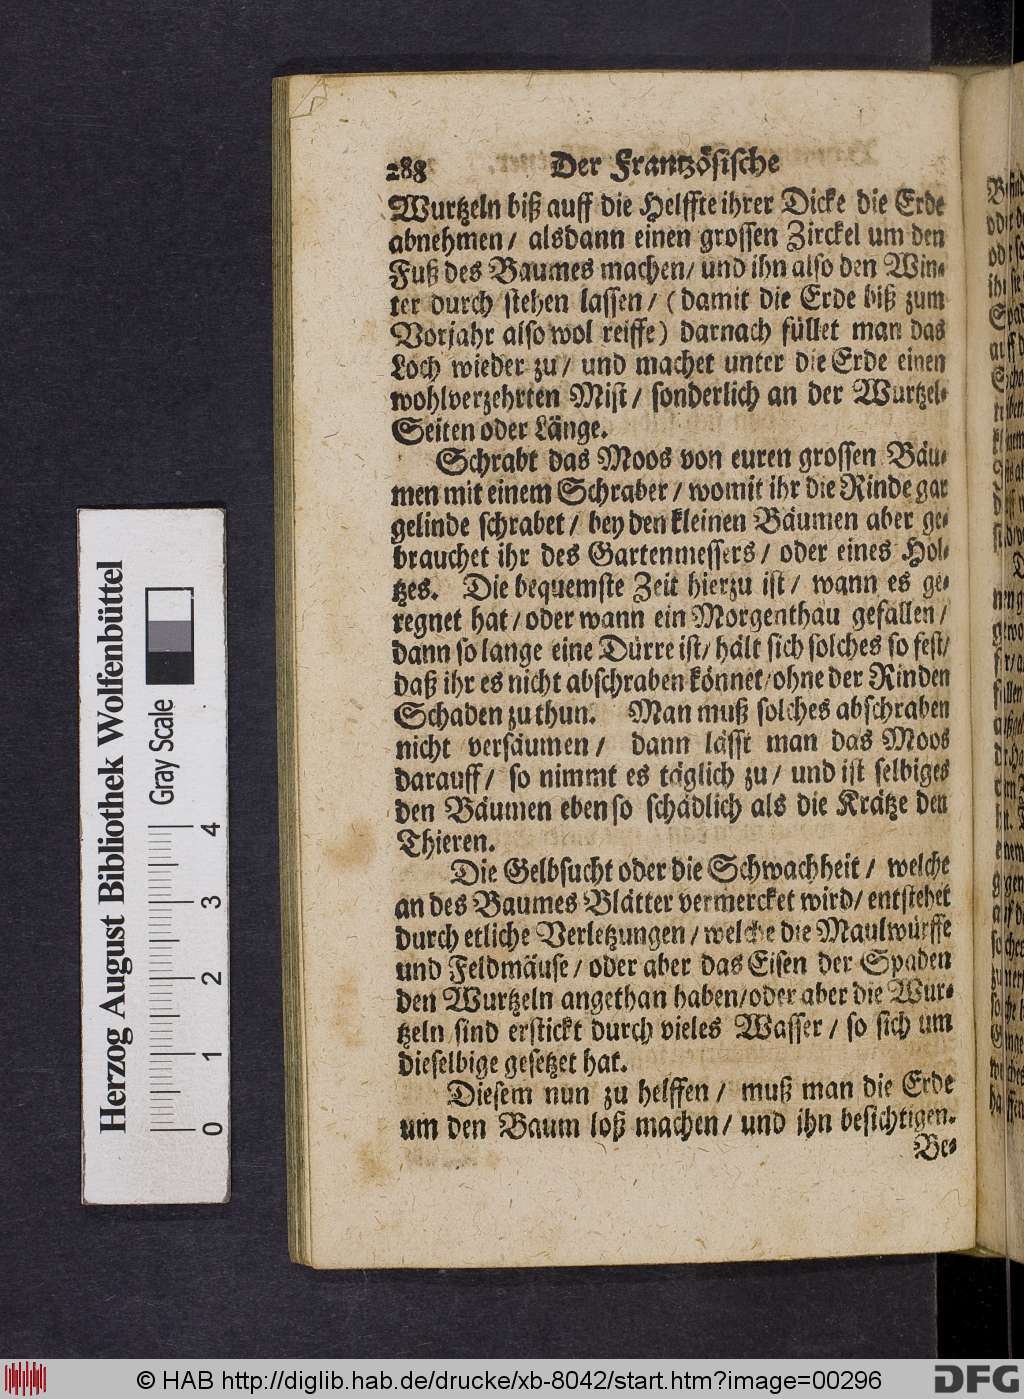 288 Der Frantzösische
Wurtzeln biß auff die Helffte ihrer Dicke die Erde
abnehmen / alsdann einen grossen Zirckel um den
Fuß des Baumes machen / und ihn also den Win-
ter durch stehen lassen / (damit die Erde biß zum
Vorjahr also wol reiffe) darnach füllet man das
Loch wieder zu / und machet unter die Erde einen
wohlverzehrten Mist / sonderlich an der Wurtzel-
Seiten oder Länge.
Schrabt das Moos von euren grossen Bäu-
men mit einem Schraber / womit ihr die Rinde gar
gelinde schrabet / bey den kleinen Bäumen aber ge-
brauchet ihr des Gartenmessers / oder eines Hol-
tzes. Die bequemste Zeit hierzu ist / wann es ge-
regnet hat / oder wann ein Morgenthau gefallen /
dann so lange eine Dürre ist / hält sich solches so fest /
daß ihr es nicht abschraben könnet / ohne der Rinden
Schaden zu thun. Man muß solches abschraben
nicht versäumen / dann lässt man das Moos
darauff / so nimmt es täglich zu / und ist selbiges
den Bäumen eben so schädlich als die Krätze den
Thieren.
Die Gelbsucht oder die Schwachheit / welche
an des Baumes Blätter vermercket wird / entstehet
durch etliche Verletzungen / welche die Maulwürffe
und Feldmäuse / oder aber das Eisen der Spaden
den Wurtzeln angethan haben / oder aber die Wur-
tzeln sind erstickt durch vieles Wasser / so sich um
dieselbige gesetzet hat.
Diesem nun zu helffen / muß man die Erde
um den Baum loß machen / und ihn besichtigen.
Be-
Herzog August Bibliothek Wolfenbüttel
Gray Scale
0 1 2 3 4
© HAB http://diglib.hab.de/drucke/xb-8042/start.htm?image=00296
DFG